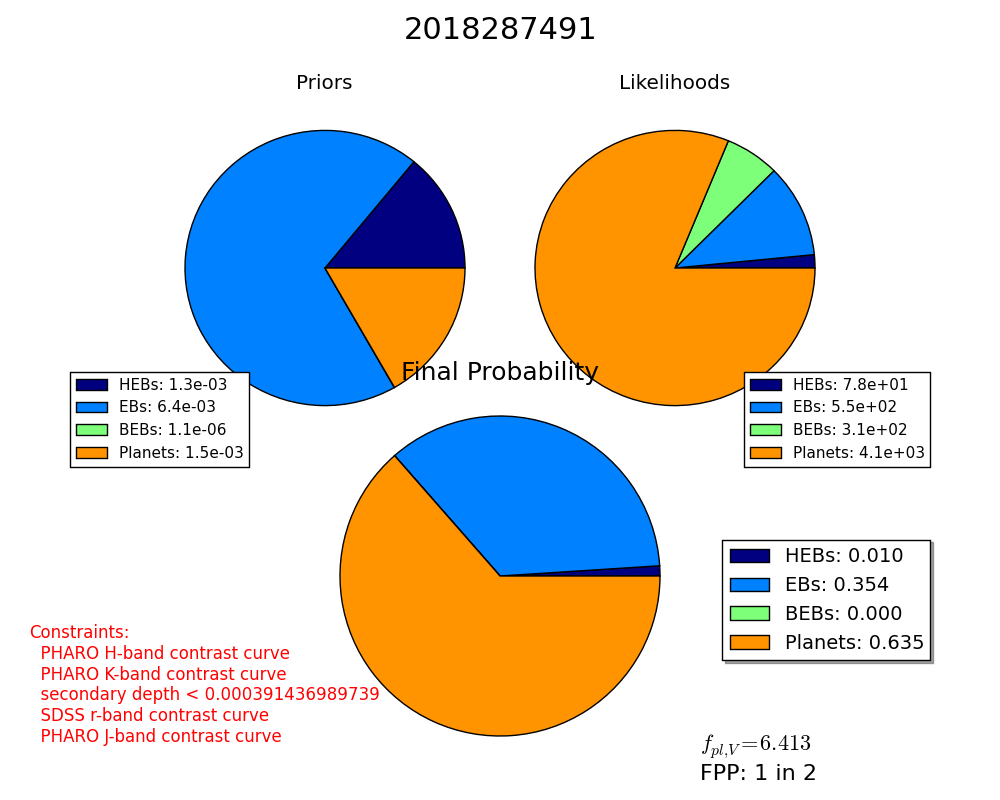 2018287491
Priors
Likelihoods
HEBs: 1.3e-03
EBs: 6.4e-03
BEBs: 1.1e-06
Planets: 1.5e-03
HEBs: 7.8e+01
EBs: 5.5e+02
BEBs: 3.1e+02
Planets: 4.1e+03
Final Probability
HEBs: 0.010
EBs: 0.354
BEBs: 0.000
Planets: 0.635
Constraints:
PHARO H-band contrast curve
PHARO K-band contrast curve
secondary depth < 0.000391436989739
SDSS r-band contrast curve
PHARO J-band contrast curve
f_{pl,V}=6.413
FPP: 1 in 2